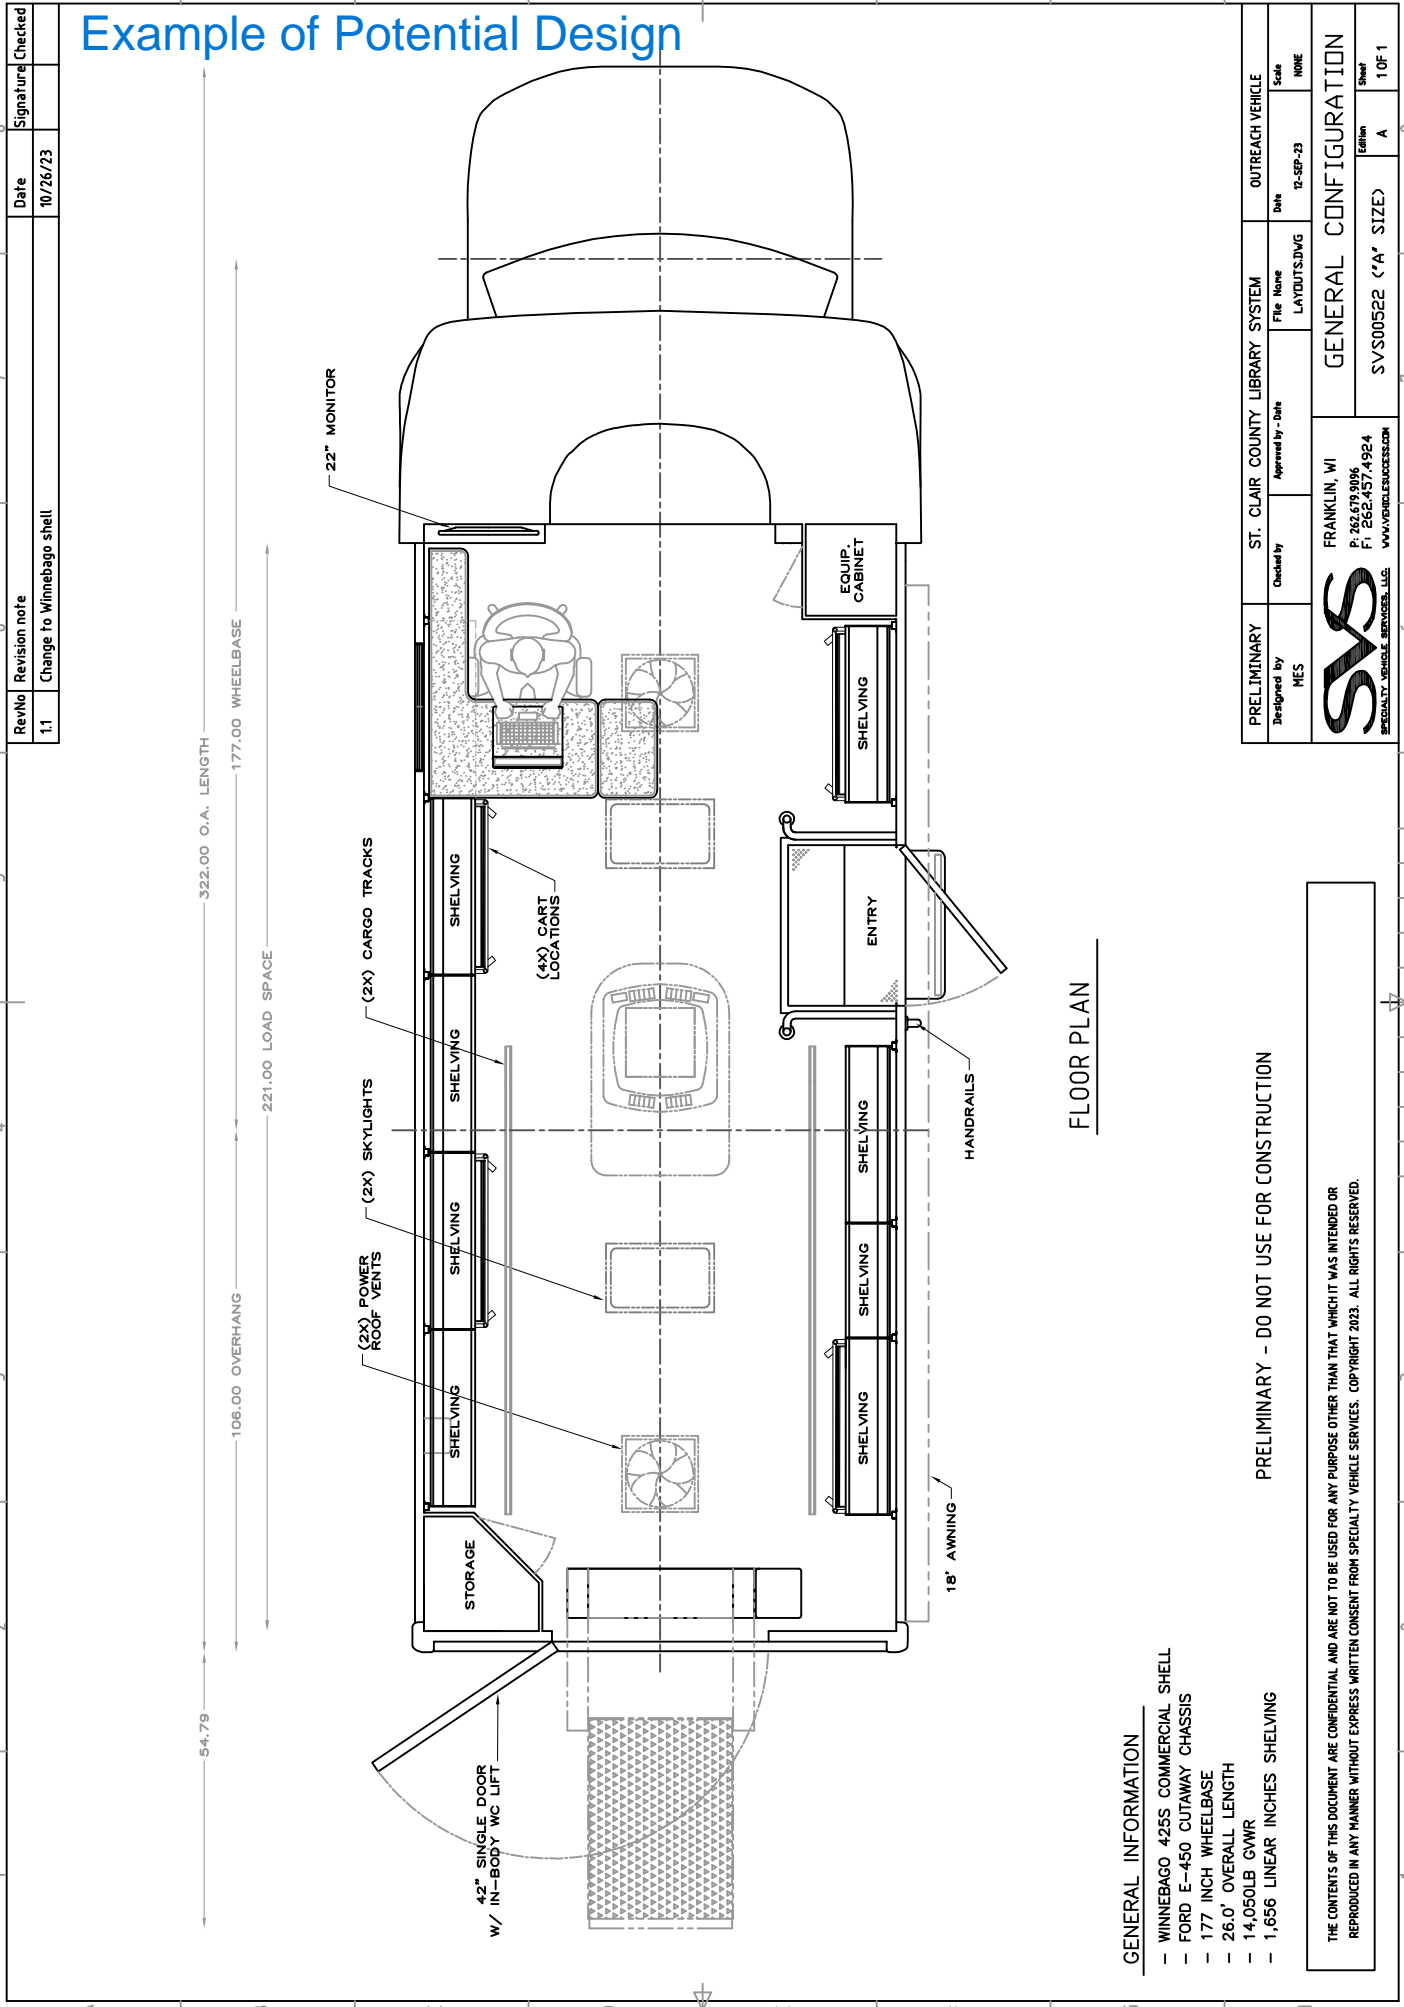 Example of Potential Design
RevNo Revision note Date Signature Checked
1.1 Change to Winnebago shell 10/26/23
322.00 O.A. LENGTH
54.79
177.00 WHEELBASE
106.00 OVERHANG
221.00 LOAD SPACE
22" MONITOR
(2X) CARGO TRACKS
(2X) SKYLIGHTS
(2X) POWER
ROOF VENTS
42" SINGLE DOOR
W/ IN-BODY WC LIFT
STORAGE
SHELVING
SHELVING
SHELVING
SHELVING
(4X) CART
LOCATIONS
EQUIP.
CABINET
SHELVING
ENTRY
SHELVING
SHELVING
SHELVING
HANDRAILS
18' AWNING
FLOOR PLAN
GENERAL INFORMATION
- WINNEBAGO 425S COMMERCIAL SHELL
- FORD E-450 CUTAWAY CHASSIS
- 177 INCH WHEELBASE
- 26.0' OVERALL LENGTH
- 14,050LB GVWR
- 1,656 LINEAR INCHES SHELVING
PRELIMINARY - DO NOT USE FOR CONSTRUCTION
THE CONTENTS OF THIS DOCUMENT ARE CONFIDENTIAL AND ARE NOT TO BE USED FOR ANY PURPOSE OTHER THAN THAT WHICH IT WAS INTENDED OR
REPRODUCED IN ANY MANNER WITHOUT EXPRESS WRITTEN CONSENT FROM SPECIALTY VEHICLE SERVICES. COPYRIGHT 2023. ALL RIGHTS RESERVED.
PRELIMINARY ST. CLAIR COUNTY LIBRARY SYSTEM OUTREACH VEHICLE
Designed by Checked by Approved by - Date File Name Date Scale
MES LAYOUTS.DWG 12-SEP-23 NONE
SVS
SPECIALTY VEHICLE SERVICES, LLC.
FRANKLIN, WI
P: 262.679.9096
F: 262.457.4924
WWW.VEHICLESUCCESS.COM
GENERAL CONFIGURATION
SVS00522 ("A" SIZE)
Edition Sheet
A 1 OF 1